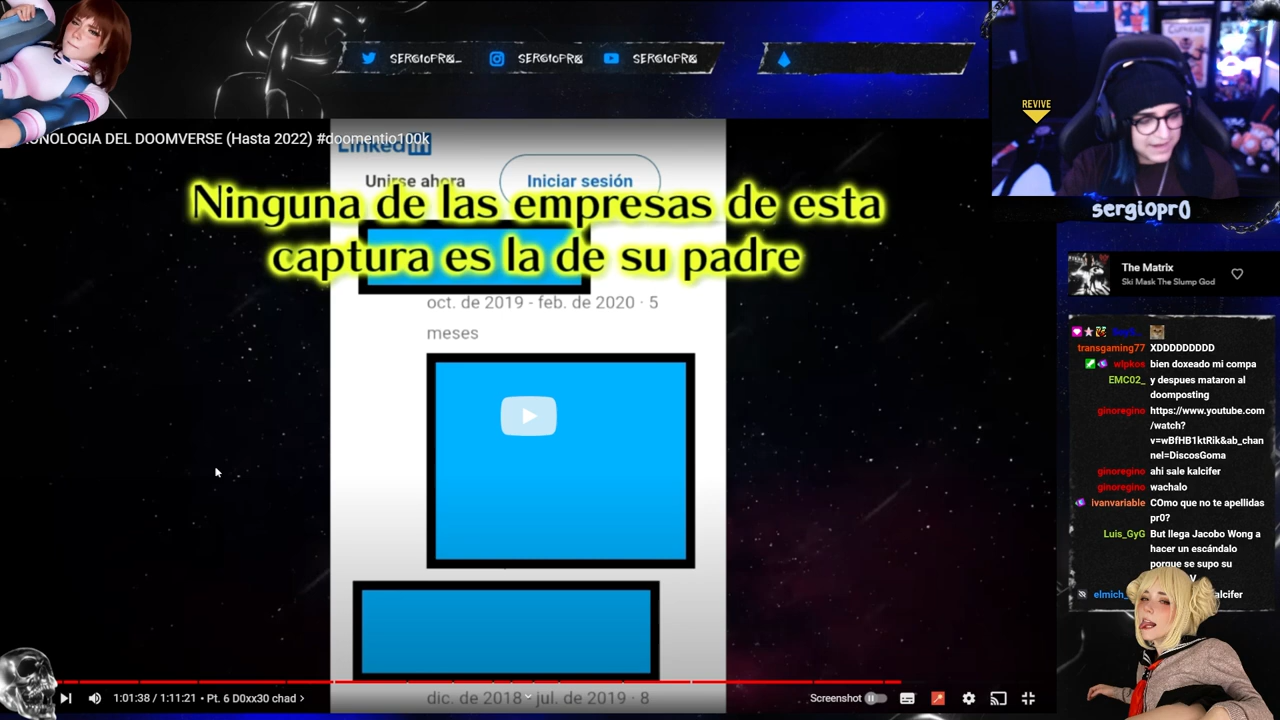 SERGIOPR0_
SERGIOPR0
SERGIOPR0
NOLOGIA DEL DOOMVERSE (Hasta 2022) #doomentio100k
LinkedIn
Unirse ahora
Iniciar sesión
Ninguna de las empresas de esta
captura es la de su padre
oct. de 2019 - feb. de 2020 · 5
meses
dic. de 2018 - jul. de 2019 · 8
1:01:38 / 1:11:21 • Pt. 6 D0xx30 chad
Screenshot
REVIVE
sergiopr0
The Matrix
Ski Mask The Slump God
transgaming77 XDDDDDDDDD
wlpkos bien doxeado mi compa
EMC02_ y despues mataron al
doomposting
ginoregino https://www.youtube.com
/watch?
v=wBfHB1ktRik&ab_chan
nel=DiscosGoma
ginoregino ahi sale kalcifer
ginoregino wachalo
ivanvariable COmo que no te apellidas
pr0?
Luis_GyG But llega Jacobo Wong a
hacer un escándalo
porque se supo su
V
elmich_ alcifer